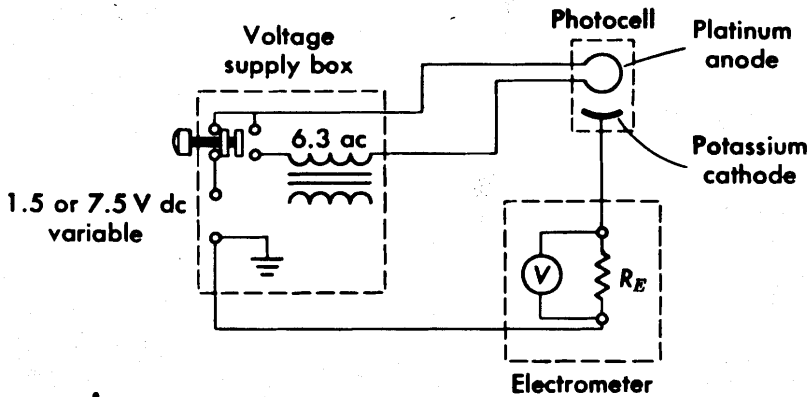 Photocell
Voltage
supply box
Platinum
anode
6.3 ac
Potassium
cathode
1.5 or 7.5 V dc
variable
V
R_E
Electrometer